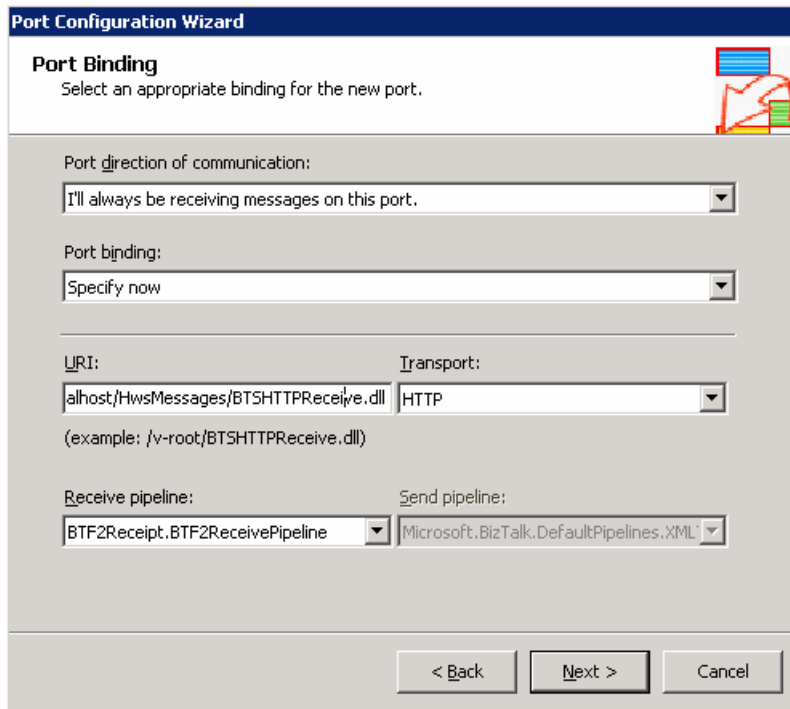 Port Configuration Wizard
Port Binding
Select an appropriate binding for the new port.
Port direction of communication:
I'll always be receiving messages on this port.
Port binding:
Specify now
URI: Transport:
alhost/HwsMessages/BTSHTTPReceive.dll HTTP
(example: /v-root/BTSHTTPReceive.dll)
Receive pipeline: Send pipeline:
BTF2Receipt.BTF2ReceivePipeline Microsoft.BizTalk.DefaultPipelines.XML
< Back Next > Cancel